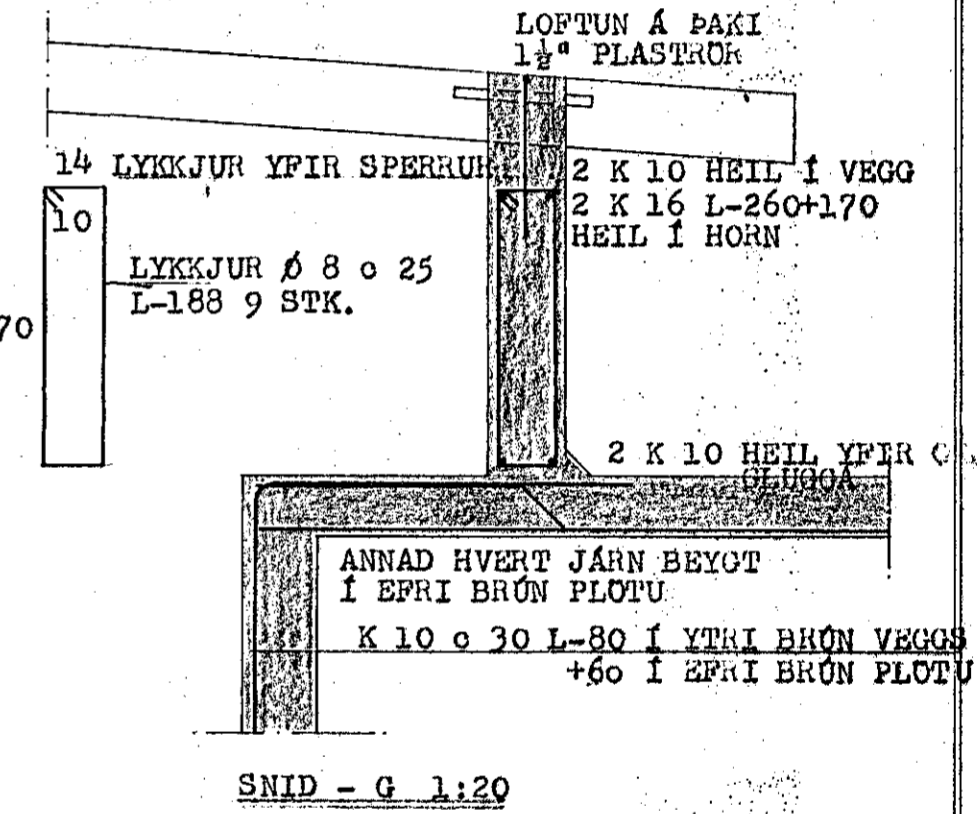 LOFTUN Á ÞAKI
1½" PLASTRÖR
14 LYKKJUR YFIR SPERRUR
2 K 10 HEIL Í VEGG
2 K 16 L-260+170
HEIL Í HORN
10
LYKKJUR Ø 8 c 25
L-188 9 STK.
70
2 K 10 HEIL YFIR
GLUGGA
ANNAD HVERT JÁRN BEYGT
Í EFRI BRÚN PLÖTU
K 10 c 30 L-80 Í YTRI BRÚN VEGGS
+60 Í EFRI BRÚN PLÖTU
SNID - G 1:20